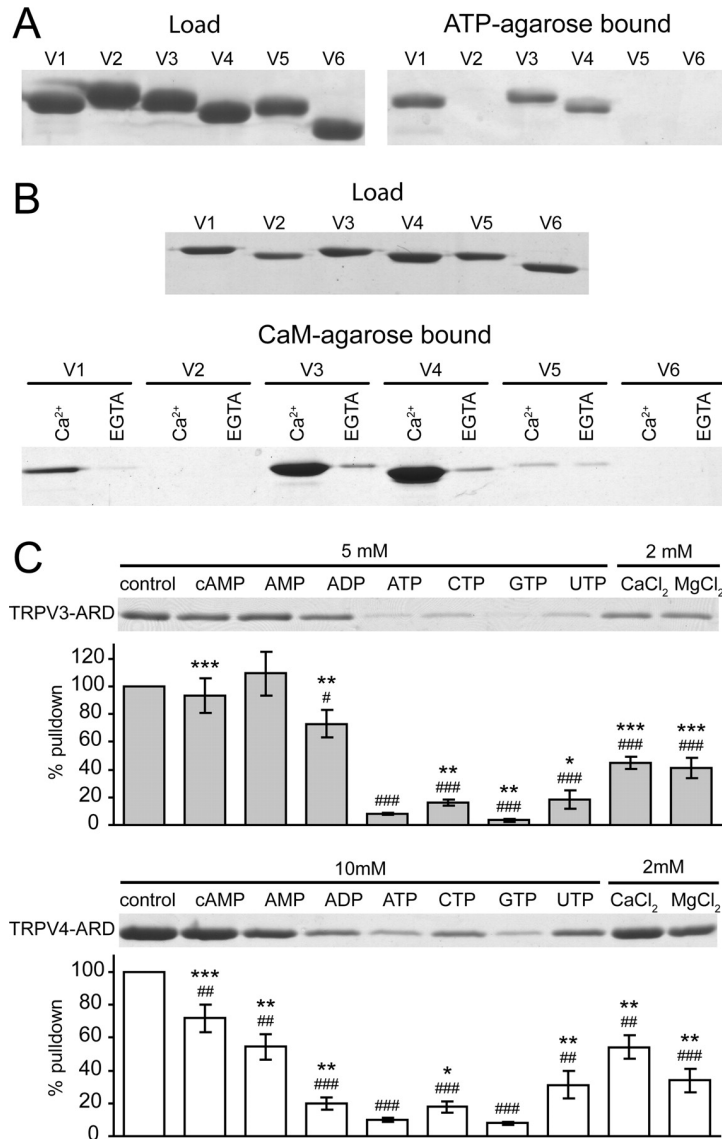 A
Load ATP-agarose bound
V1 V2 V3 V4 V5 V6 V1 V2 V3 V4 V5 V6
B
Load
V1 V2 V3 V4 V5 V6
CaM-agarose bound
V1 V2 V3 V4 V5 V6
Ca²⁺ EGTA Ca²⁺ EGTA Ca²⁺ EGTA Ca²⁺ EGTA Ca²⁺ EGTA Ca²⁺ EGTA
C
5 mM 2 mM
control cAMP AMP ADP ATP CTP GTP UTP CaCl₂ MgCl₂
TRPV3-ARD
% pulldown
120
100
80
60
40
20
0
*** ** ** ** * *** ***
# ### ### ### ### ### ###
10mM 2mM
control cAMP AMP ADP ATP CTP GTP UTP CaCl₂ MgCl₂
TRPV4-ARD
% pulldown
100
80
60
40
20
0
*** ** ** * ** ** **
## ## ### ### ### ### ## ## ###